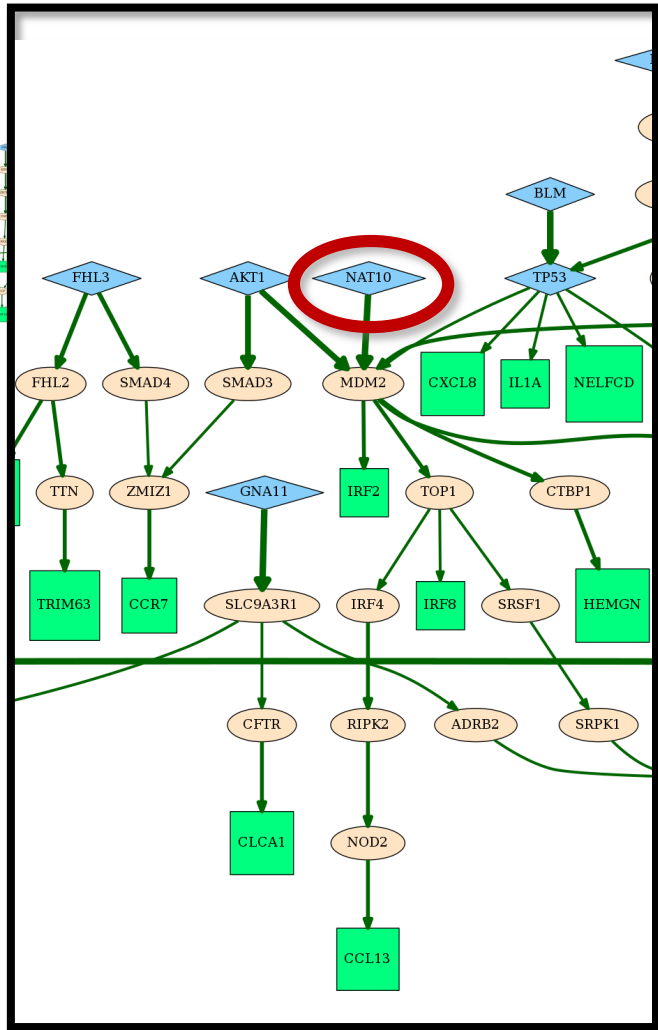 BLM
FHL3
AKT1
NAT10
TP53
FHL2
SMAD4
SMAD3
MDM2
CXCL8
IL1A
NELFCD
TTN
ZMIZ1
GNA11
IRF2
TOP1
CTBP1
TRIM63
CCR7
SLC9A3R1
IRF4
IRF8
SRSF1
HEMGN
CFTR
RIPK2
ADRB2
SRPK1
CLCA1
NOD2
CCL13